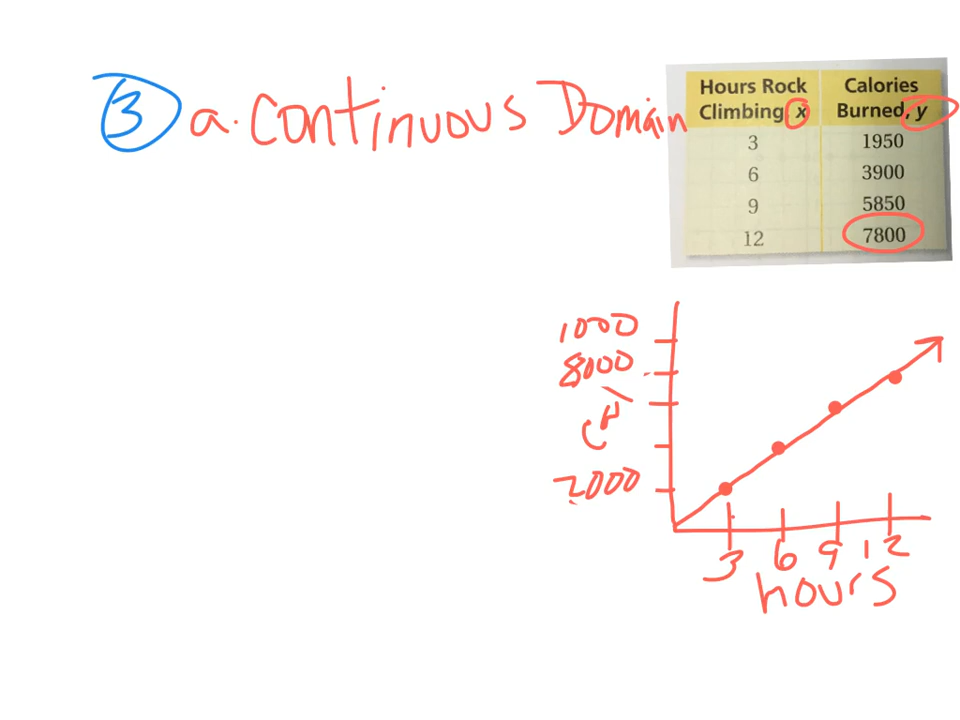 3 a. Continuous Domain
Hours Rock Climbing, x
Calories Burned, y
3 1950
6 3900
9 5850
12 7800
1000
8000
2000
3 6 9 12
hours